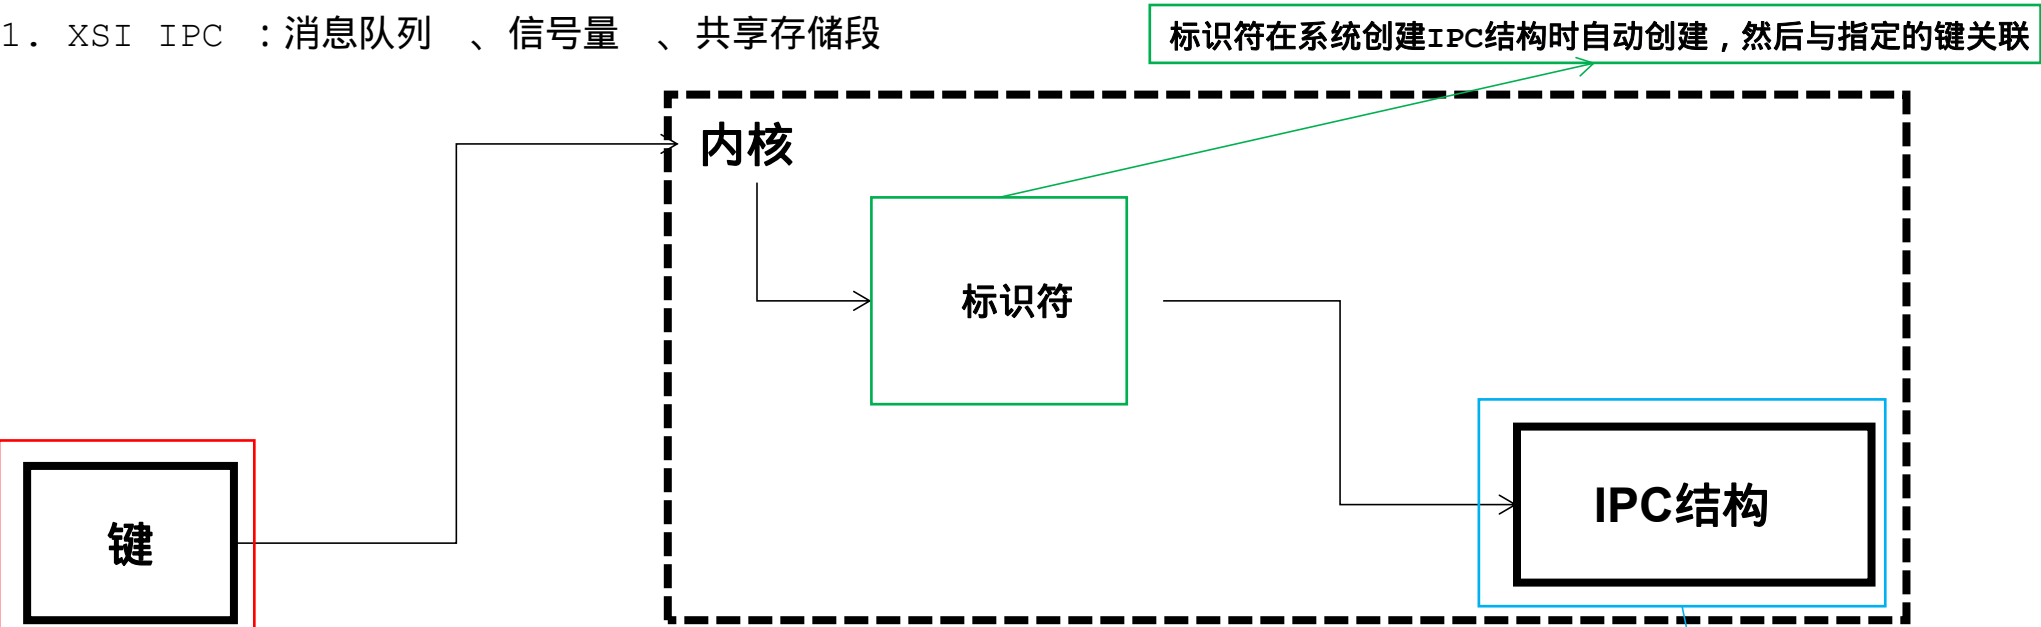 1. XSI IPC ：消息队列 、信号量 、共享存储段
标识符在系统创建IPC结构时自动创建，然后与指定的键关联
内核
标识符
IPC结构
键